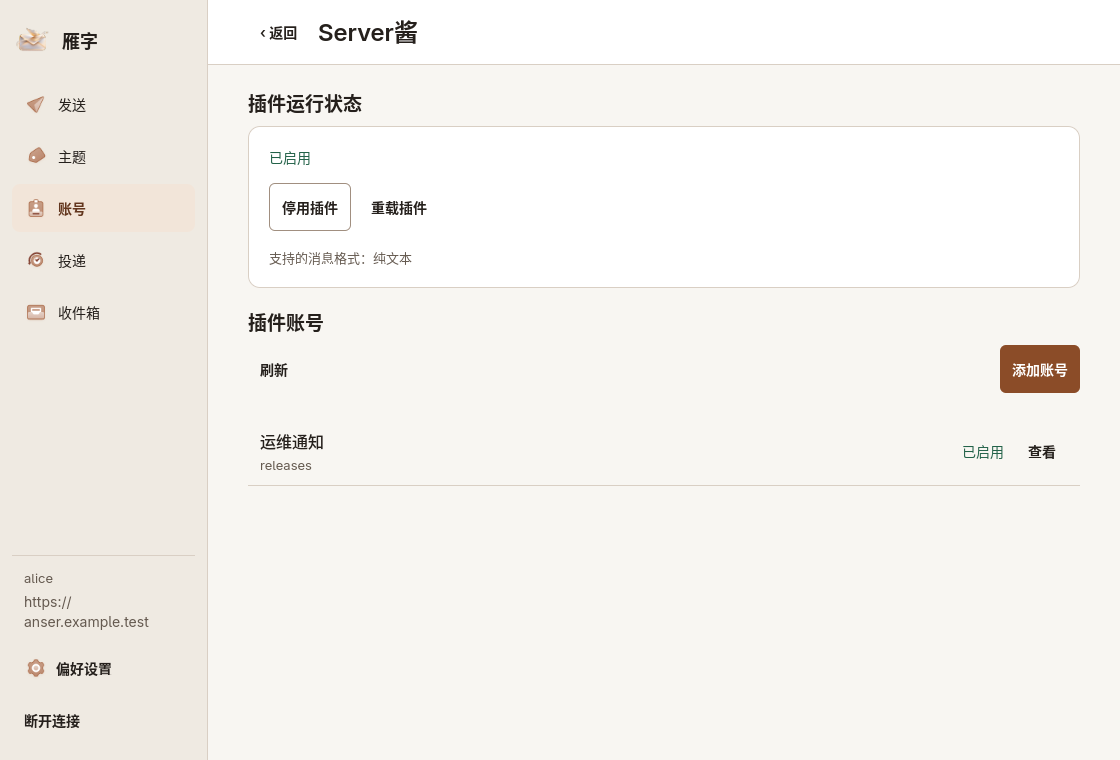 雁字
发送
主题
账号
投递
收件箱
alice
https://
anser.example.test
偏好设置
断开连接
‹ 返回
Server酱
插件运行状态
已启用
停用插件
重载插件
支持的消息格式：纯文本
插件账号
刷新
添加账号
运维通知
releases
已启用
查看